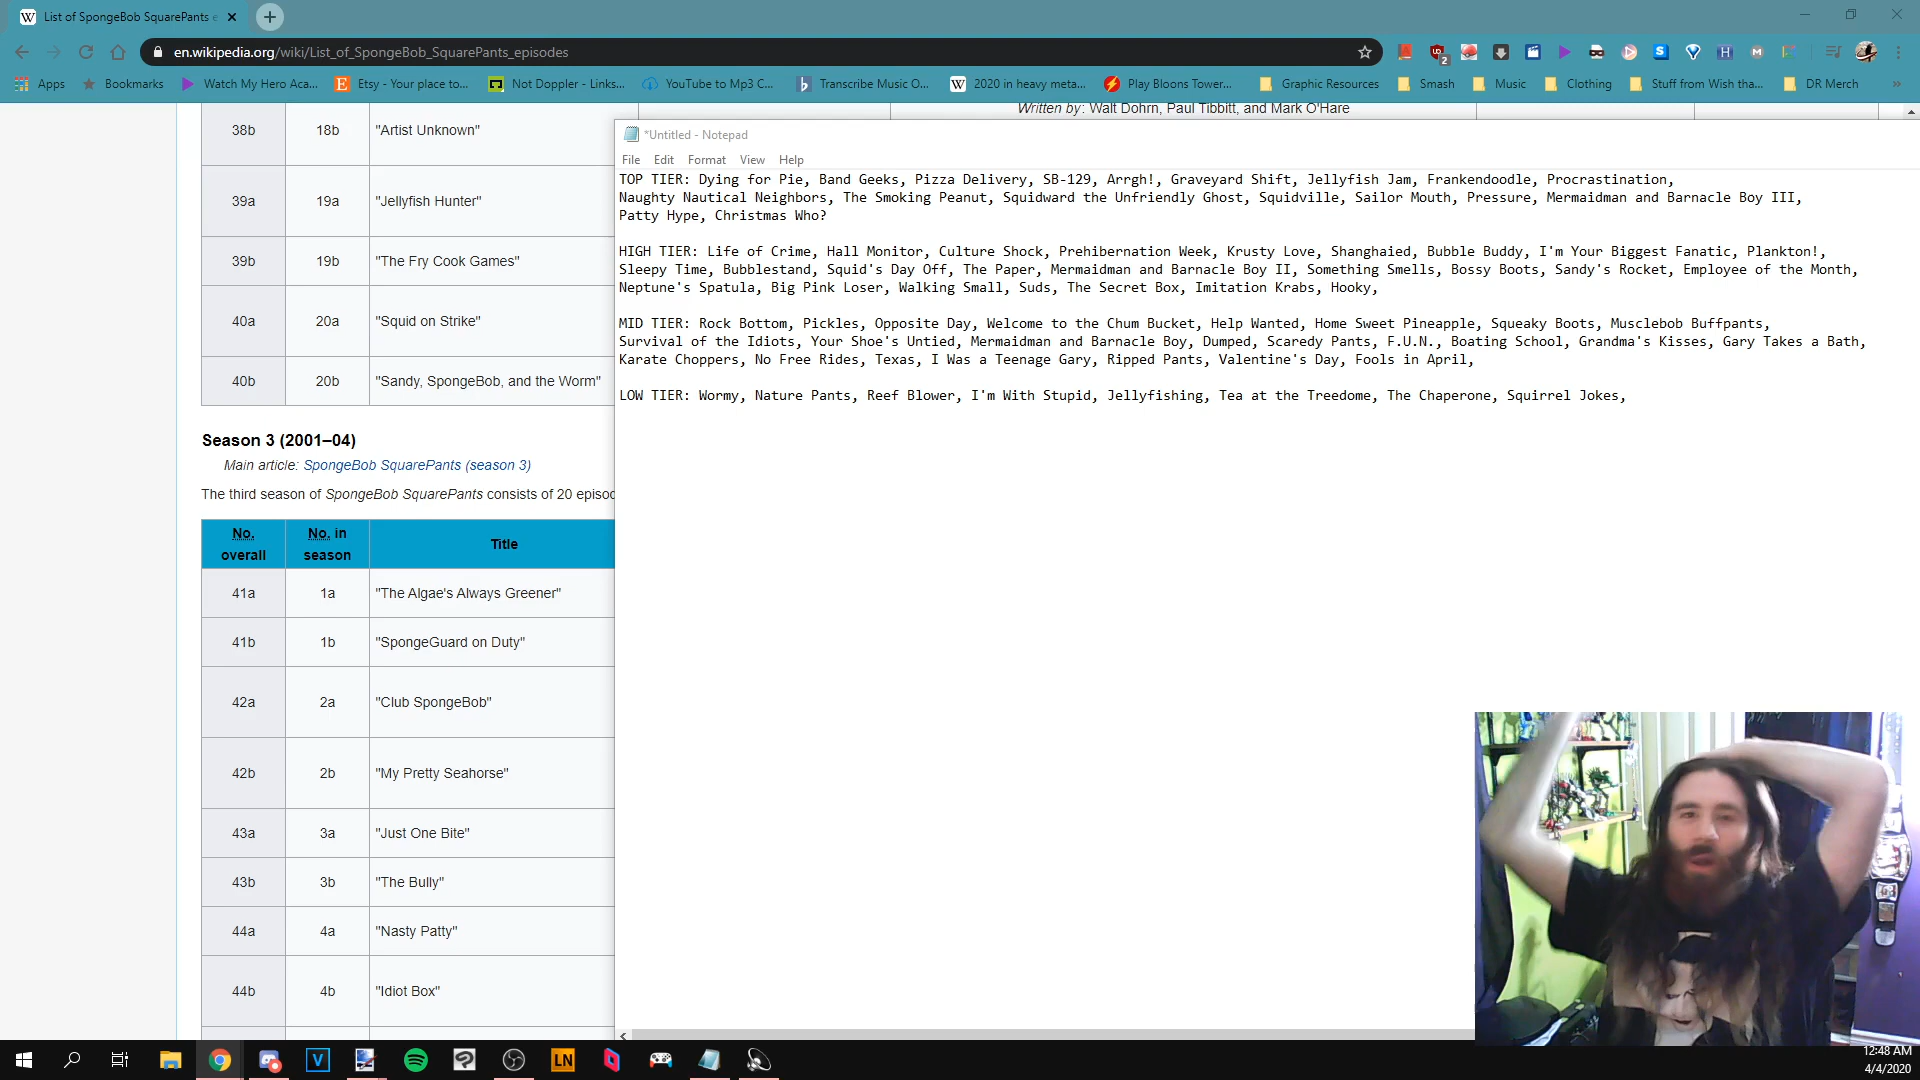 List of SpongeBob SquarePants e
en.wikipedia.org/wiki/List_of_SpongeBob_SquarePants_episodes
2
Apps
Bookmarks
Watch My Hero Aca...
Etsy - Your place to...
Not Doppler - Links...
YouTube to Mp3 C...
Transcribe Music O...
2020 in heavy meta...
Play Bloons Tower...
Graphic Resources
Smash
Music
Clothing
Stuff from Wish tha...
DR Merch
Written by: Walt Dohrn, Paul Tibbitt, and Mark O'Hare
38b 18b "Artist Unknown"
39a 19a "Jellyfish Hunter"
39b 19b "The Fry Cook Games"
40a 20a "Squid on Strike"
40b 20b "Sandy, SpongeBob, and the Worm"
Season 3 (2001–04)
Main article: SpongeBob SquarePants (season 3)
The third season of SpongeBob SquarePants consists of 20 episo
No. overall No. in season Title
41a 1a "The Algae's Always Greener"
41b 1b "SpongeGuard on Duty"
42a 2a "Club SpongeBob"
42b 2b "My Pretty Seahorse"
43a 3a "Just One Bite"
43b 3b "The Bully"
44a 4a "Nasty Patty"
44b 4b "Idiot Box"
*Untitled - Notepad
File Edit Format View Help
TOP TIER: Dying for Pie, Band Geeks, Pizza Delivery, SB-129, Arrgh!, Graveyard Shift, Jellyfish Jam, Frankendoodle, Procrastination,
Naughty Nautical Neighbors, The Smoking Peanut, Squidward the Unfriendly Ghost, Squidville, Sailor Mouth, Pressure, Mermaidman and Barnacle Boy III,
Patty Hype, Christmas Who?
HIGH TIER: Life of Crime, Hall Monitor, Culture Shock, Prehibernation Week, Krusty Love, Shanghaied, Bubble Buddy, I'm Your Biggest Fanatic, Plankton!,
Sleepy Time, Bubblestand, Squid's Day Off, The Paper, Mermaidman and Barnacle Boy II, Something Smells, Bossy Boots, Sandy's Rocket, Employee of the Month,
Neptune's Spatula, Big Pink Loser, Walking Small, Suds, The Secret Box, Imitation Krabs, Hooky,
MID TIER: Rock Bottom, Pickles, Opposite Day, Welcome to the Chum Bucket, Help Wanted, Home Sweet Pineapple, Squeaky Boots, Musclebob Buffpants,
Survival of the Idiots, Your Shoe's Untied, Mermaidman and Barnacle Boy, Dumped, Scaredy Pants, F.U.N., Boating School, Grandma's Kisses, Gary Takes a Bath,
Karate Choppers, No Free Rides, Texas, I Was a Teenage Gary, Ripped Pants, Valentine's Day, Fools in April,
LOW TIER: Wormy, Nature Pants, Reef Blower, I'm With Stupid, Jellyfishing, Tea at the Treedome, The Chaperone, Squirrel Jokes,
LN
12:48 AM
4/4/2020